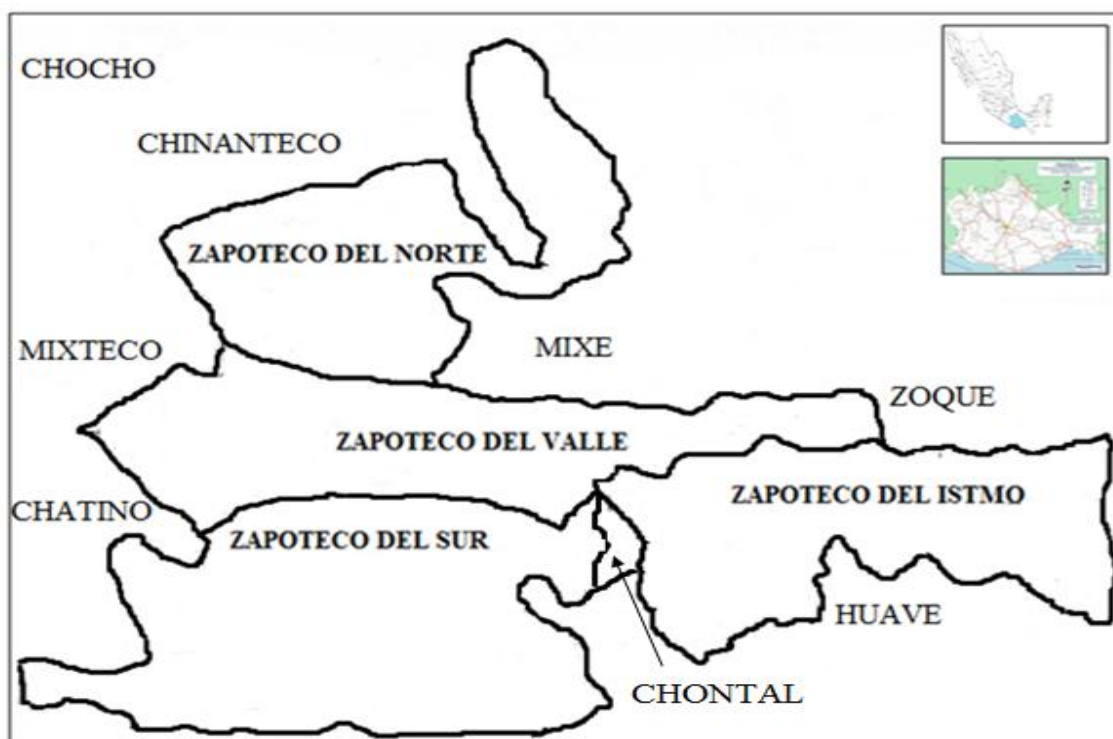 CHOCHO
CHINANTECO
ZAPOTECO DEL NORTE
MIXTECO
MIXE
ZOQUE
ZAPOTECO DEL VALLE
ZAPOTECO DEL ISTMO
CHATINO
ZAPOTECO DEL SUR
HUAVE
CHONTAL